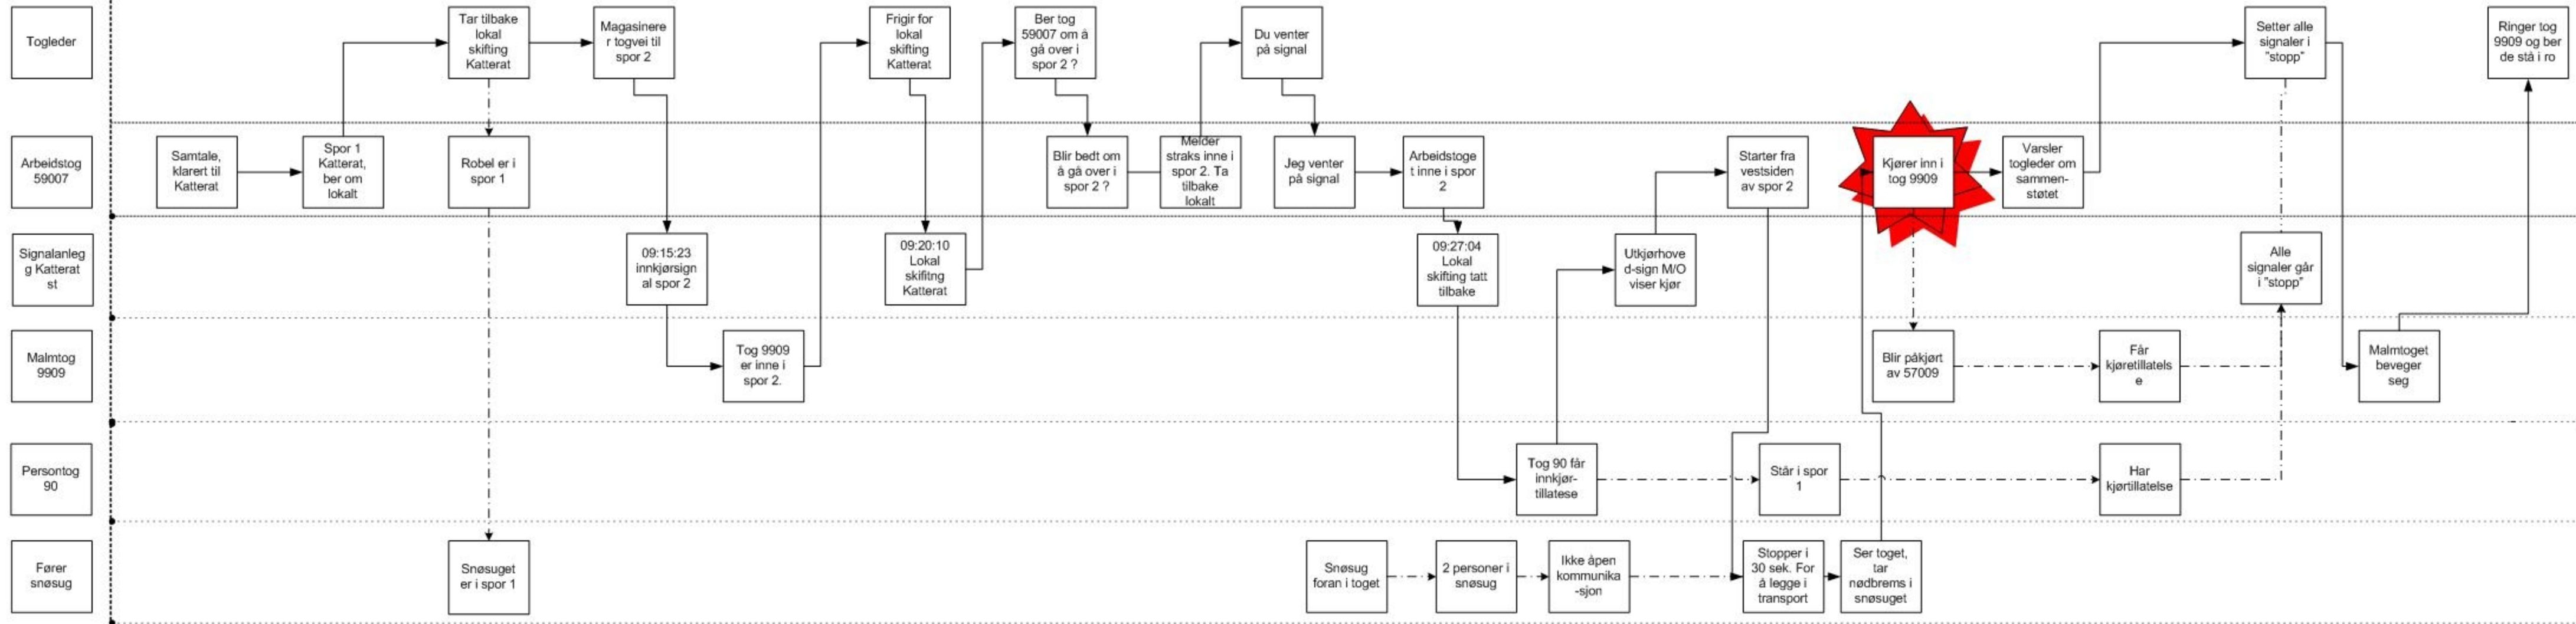 Togleder
Tar tilbake
lokal
skifting
Katterat
Magasinere
r togvei til
spor 2
Frigir for
lokal
skifting
Katterat
Ber tog
59007 om å
gå over i
spor 2 ?
Du venter
på signal
Setter alle
signaler i
"stopp"
Ringer tog
9909 og ber
de stå i ro
Arbeidstog
59007
Samtale,
klarert til
Katterat
Spor 1
Katterat,
ber om
lokalt
Robel er i
spor 1
Blir bedt om
å gå over i
spor 2 ?
Melder
straks inne i
spor 2. Ta
tilbake
lokalt
Jeg venter
på signal
Arbeidstoge
t inne i spor
2
Starter fra
vestsiden
av spor 2
Kjører inn i
tog 9909
Varsler
togleder om
sammen-
støtet
Signalanleg
g Katterat
st
09:15:23
innkjørsign
al spor 2
09:20:10
Lokal
skifitng
Katterat
09:27:04
Lokal
skifting tatt
tilbake
Utkjørhove
d-sign M/O
viser kjør
Alle
signaler går
i "stopp"
Malmtog
9909
Tog 9909
er inne i
spor 2.
Blir påkjørt
av 57009
Får
kjøretillatels
e
Malmtoget
beveger
seg
Persontog
90
Tog 90 får
innkjør-
tillatese
Står i spor
1
Har
kjørtillatelse
Fører
snøsug
Snøsuget
er i spor 1
Snøsug
foran i toget
2 personer i
snøsug
Ikke åpen
kommunika
-sjon
Stopper i
30 sek. For
å legge i
transport
Ser toget,
tar
nødbrems i
snøsuget